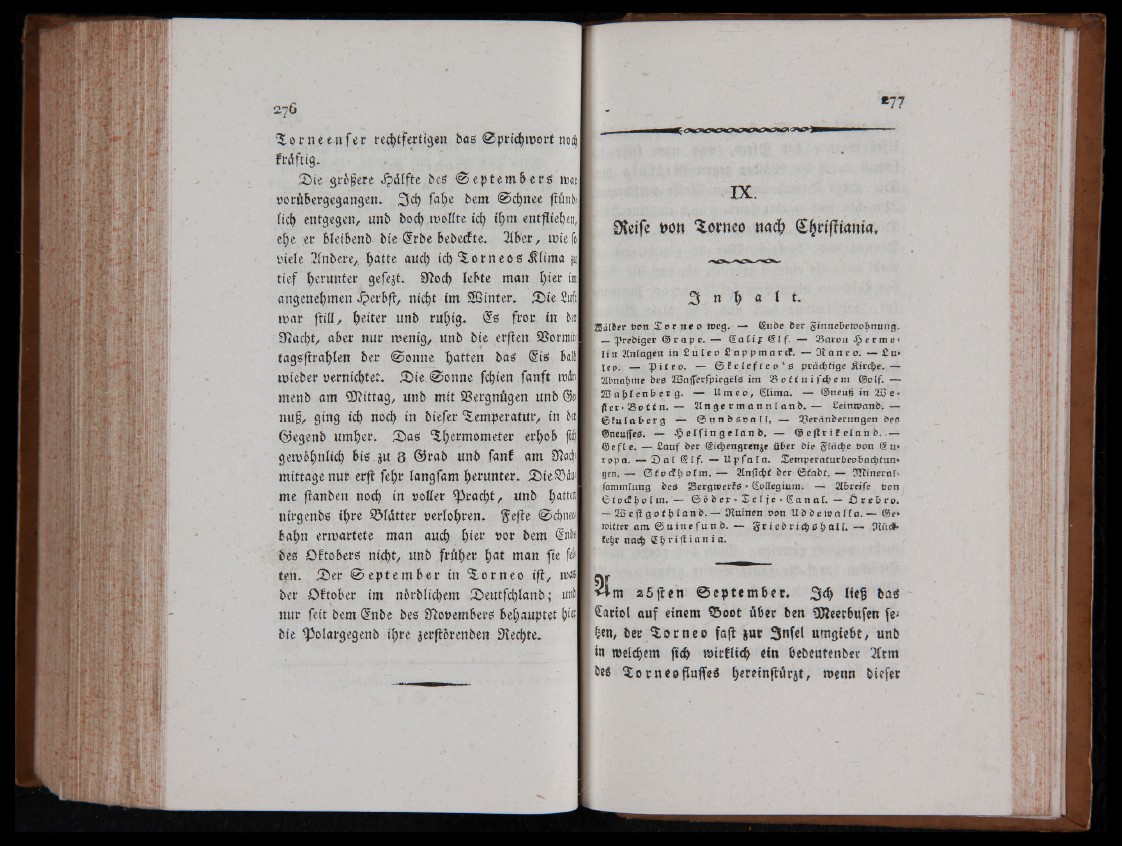 276
Torneenser rechtfertigen das Sprichwort noch
kräftig.
Die größere Hälfte des Septembers war
vorübergegangen. Ich sahe dem Schnee stünd-
lich entgegen, und doch wollte ich ihm entfliehen,
ehe er bleibend die Erde bedeckte. Aber, wie so
viele Andere, hatte auch ich Torneos Klima zu
tief herunter gesezt. Noch lebte man hier im
angenehmen Herbst, nicht im Winter. Die Luft
war still, heiter und ruhig. Es fror in der
Nacht, aber nur wenig, und die ersten Vormit-
tagsstrahlen der Sonne hatten das Eis bald
wieder vernichtet. Die Sonne schien sanft wär-
mend am Mittag, und mit Vergnügen und Ge-
nuß, ging ich noch in dieser Temperatur, in der
Gegend umher. Das Thermometer erhob sich
gewöhnlich bis zu 8 Grad und sank am Nach-
mittage nur erst sehr langsam herunter. Die Bäu-
me standen noch in voller Pracht, und hatten
nirgends ihre Blätter verlohren. Feste Schnee-
bahn erwartete man auch hier vor dem Ende
des Oktobers nicht, und früher hat man sie sel-
ten. Der September in Torneo ist, was
der Oktober im nördlichem Deutschland; und
nur seit dem Ende des Novembers behauptet hier
die Polargegend ihre zerstörenden Rechte.
277
IX.
Reise von Torneo nach Christiania.
Inhalt.
Wälder von Torneo weg. — Ende der Finnebewohnung.
— Prediger Grape. — Calix Elf. — Baron Herme-
lin Anlagen in Luleo Lappmarck. — Raneo. — Lu-
leo. — Piteo. — Skelefteo's prächtige Kirche. —
Abnahme des Wasserspiegels im Bottnischem Golf. —
Wahlenberg. — Umeo, Clima. — Gneuß in We-
ster-Bottn. — Angermannland. — Leinwand. —
Skulaberg — Sundsvall. — Veränderungen des
Gneusses. — Helsingeland. — Gestrikeland. —
Gefle. — Lauf der Eichengrenze über die Fläche von Eu-
ropa. — Dal Elf. — Upsala. Temperaturbeobachtun-
gen. — Stockholm. — Ansicht der Stadt. — Mineral-
sammlung des Bergwerks-Collegium. — Abreise von
Stockholm. — Söder-Telje-Canal. — Örebro.
— Westgothland. — Ruinen von Uddewalla. — Ge-
witter am Suinesund. — Friedrichshall. — Rück-
kehr nach Christiania.
Am 25sten September. Ich ließ das
Cariol auf einem Boot über den Meerbusen se-
tzen, der Torneo fast zur Insel umgiebt, und
in welchem sich wirklich ein bedeutender Arm
des Torneoflusses hereinstürzt, wenn dieser